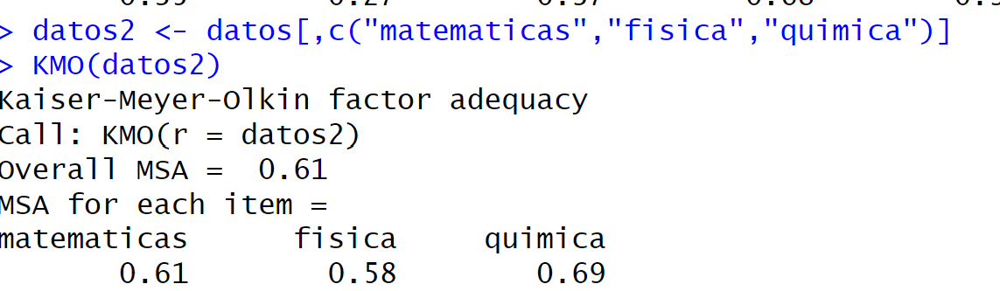 > datos2 <- datos[,c("matematicas","fisica","quimica")]
> KMO(datos2)
Kaiser-Meyer-Olkin factor adequacy
Call: KMO(r = datos2)
Overall MSA =  0.61
MSA for each item =
matematicas      fisica     quimica
       0.61        0.58        0.69